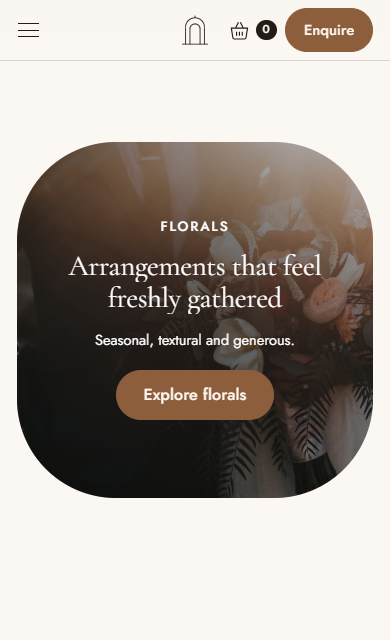 0
Enquire
FLORALS
Arrangements that feel
freshly gathered
Seasonal, textural and generous.
Explore florals